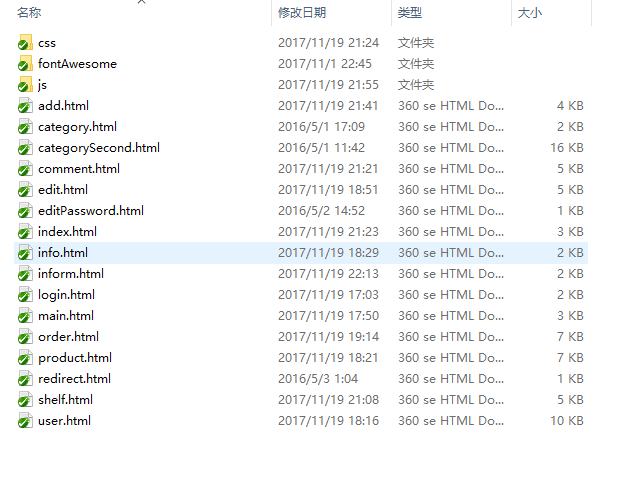 名称 修改日期 类型 大小
css 2017/11/19 21:24 文件夹
fontAwesome 2017/11/1 22:45 文件夹
js 2017/11/19 21:55 文件夹
add.html 2017/11/19 21:41 360 se HTML Do... 4 KB
category.html 2016/5/1 17:09 360 se HTML Do... 2 KB
categorySecond.html 2016/5/1 11:42 360 se HTML Do... 16 KB
comment.html 2017/11/19 21:21 360 se HTML Do... 5 KB
edit.html 2017/11/19 18:51 360 se HTML Do... 5 KB
editPassword.html 2016/5/2 14:52 360 se HTML Do... 1 KB
index.html 2017/11/19 21:23 360 se HTML Do... 3 KB
info.html 2017/11/19 18:29 360 se HTML Do... 2 KB
inform.html 2017/11/19 22:13 360 se HTML Do... 2 KB
login.html 2017/11/19 17:03 360 se HTML Do... 2 KB
main.html 2017/11/19 17:50 360 se HTML Do... 3 KB
order.html 2017/11/19 19:14 360 se HTML Do... 7 KB
product.html 2017/11/19 18:21 360 se HTML Do... 7 KB
redirect.html 2016/5/3 1:04 360 se HTML Do... 1 KB
shelf.html 2017/11/19 21:08 360 se HTML Do... 5 KB
user.html 2017/11/19 18:16 360 se HTML Do... 10 KB